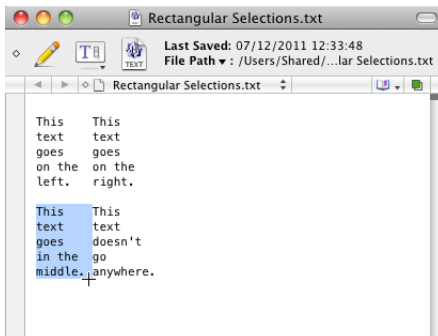 Rectangular Selections.txt
T
TEXT
Last Saved: 07/12/2011 12:33:48
File Path ▾ : /Users/Shared/...lar Selections.txt
Rectangular Selections.txt
This    This
text    text
goes    goes
on the  on the
left.   right.
This    This
text    text
goes    doesn't
in the  go
middle. anywhere.